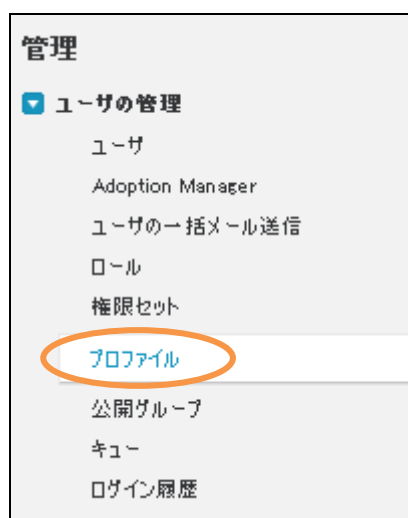 管理
ユーザの管理
ユーザ
Adoption Manager
ユーザの一括メール送信
ロール
権限セット
プロファイル
公開グループ
キュー
ログイン履歴